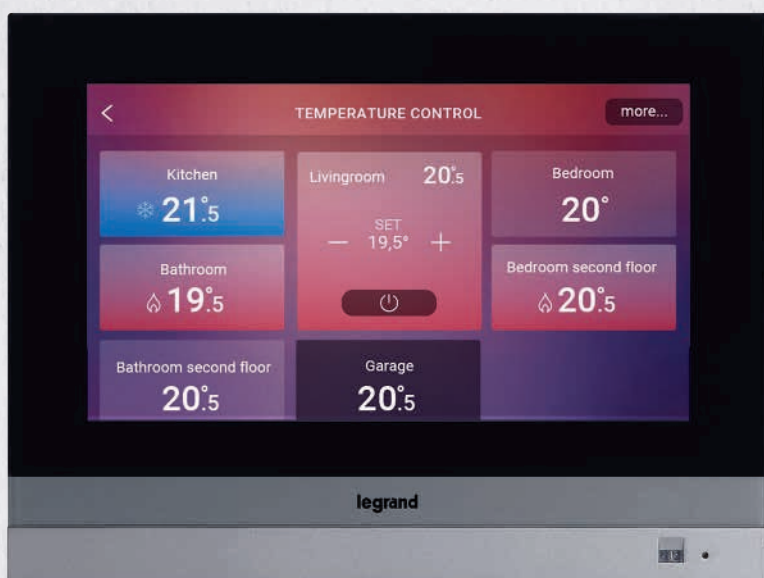 TEMPERATURE CONTROL
more...
Kitchen
21°.5
Livingroom 20°.5
SET
19,5°
Bedroom
20°
Bathroom
19°.5
Bedroom second floor
20°.5
Bathroom second floor
20°.5
Garage
20°.5
legrand